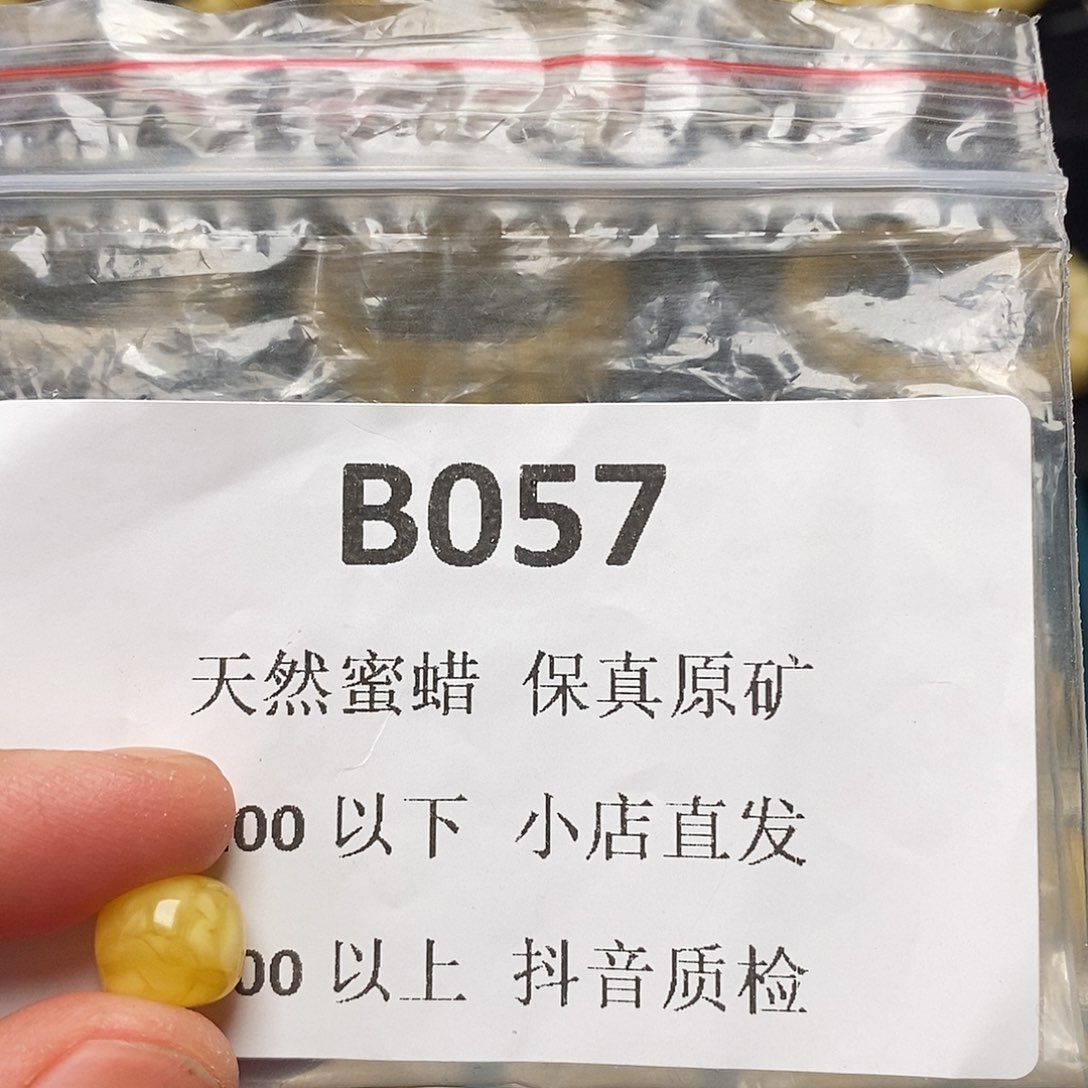 B057
天然蜜蜡 保真原矿
00 以下 小店直发
00 以上 抖音质检